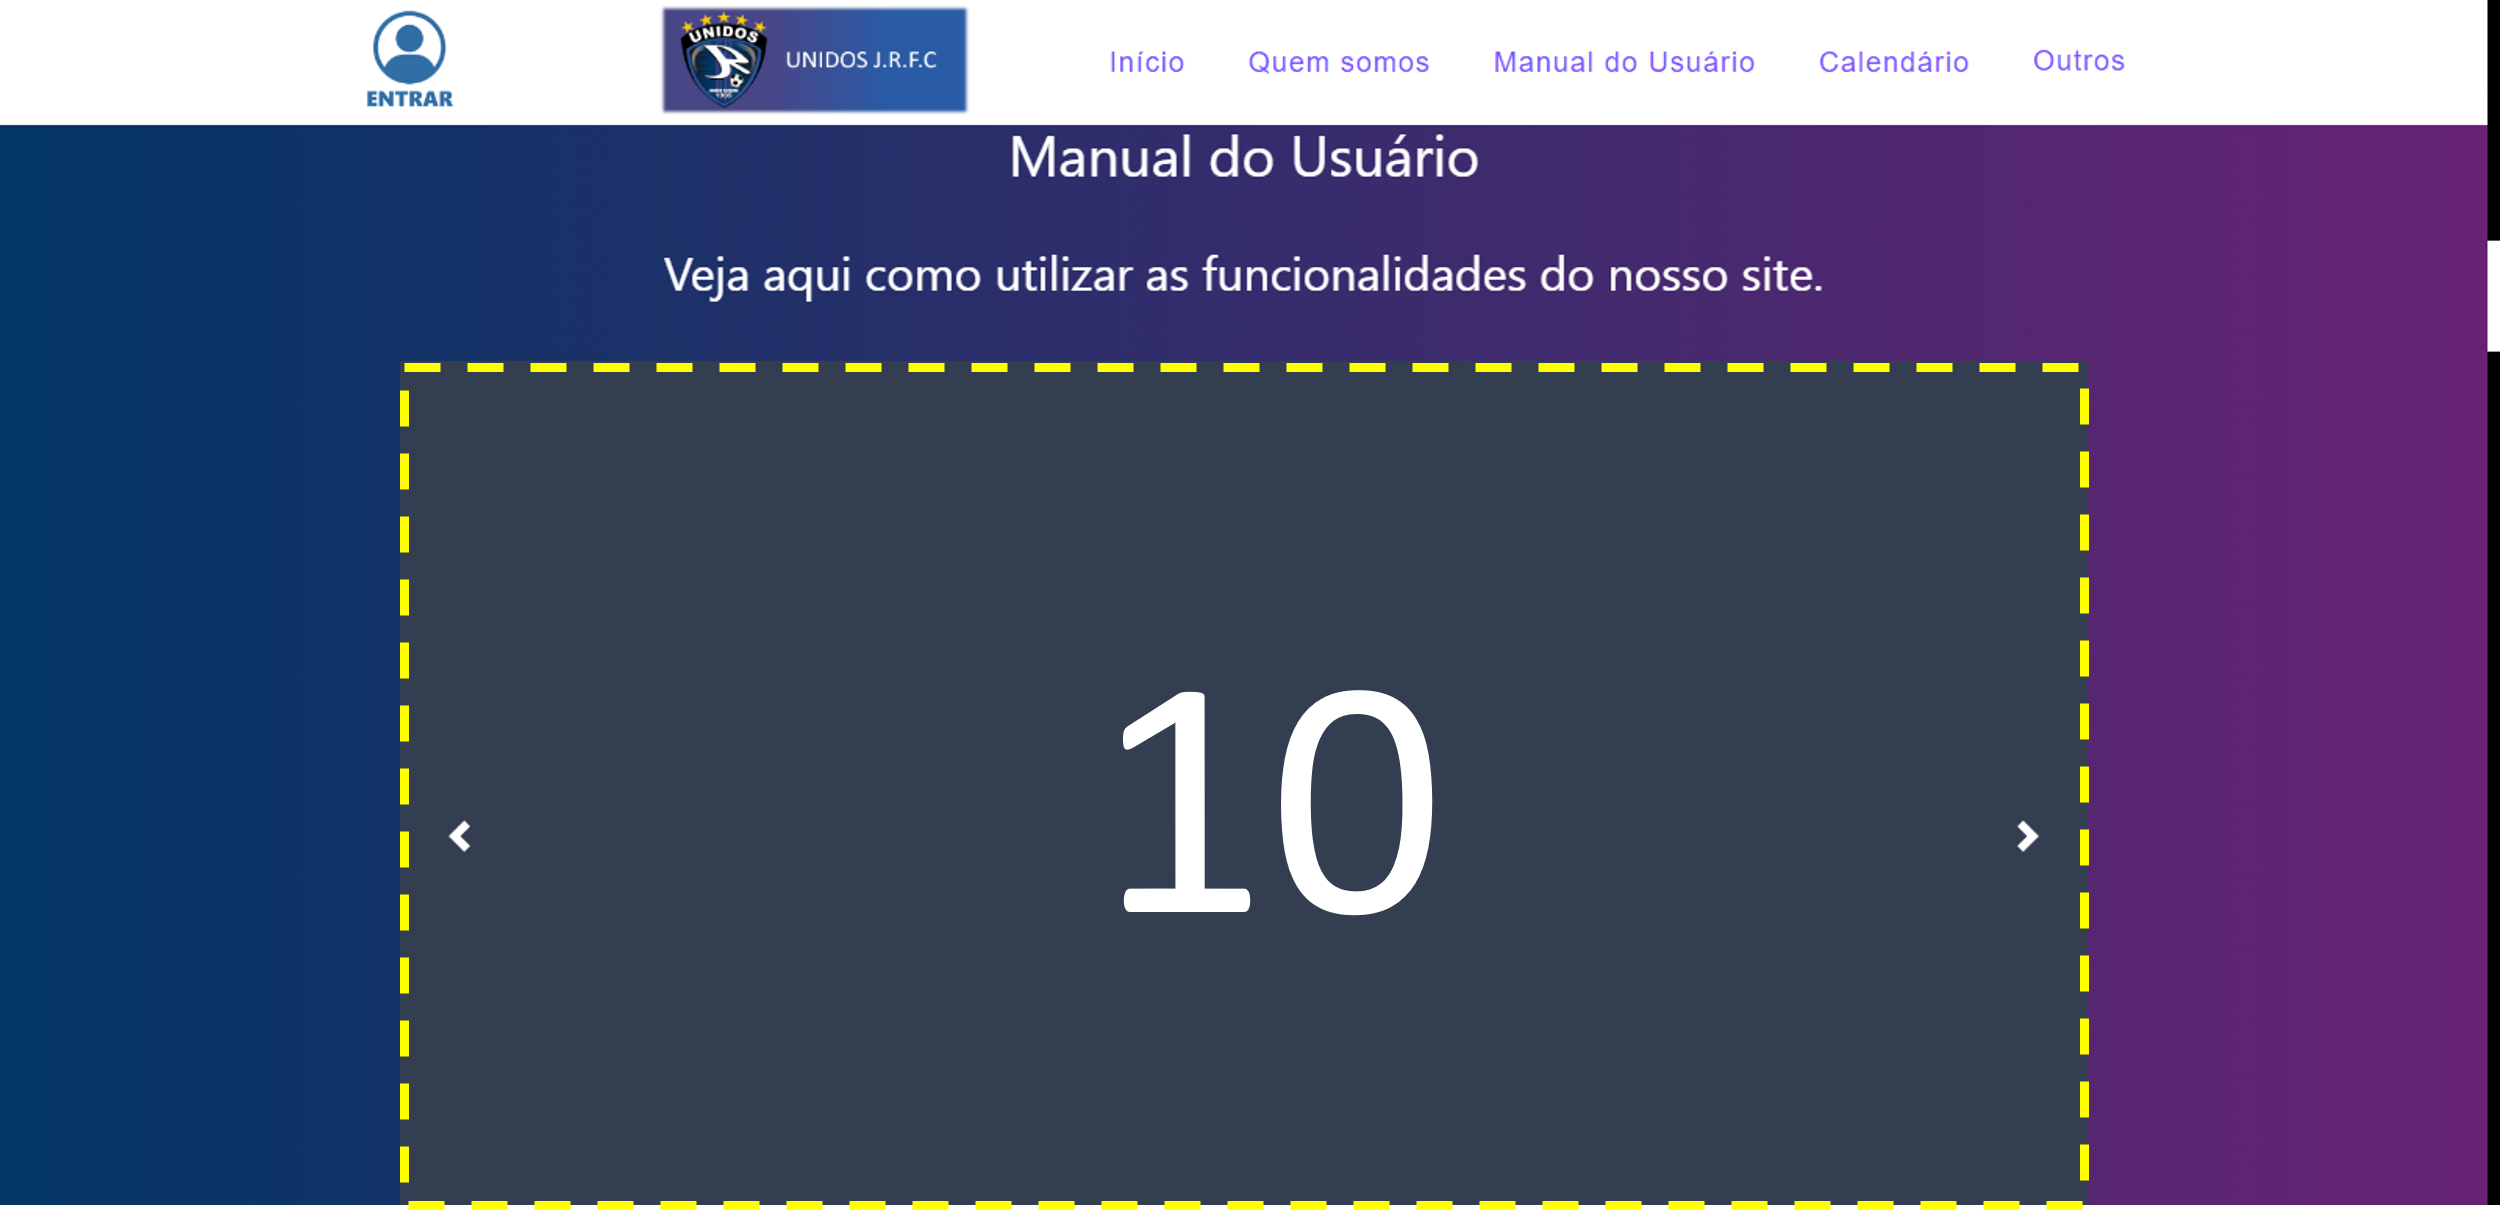 ENTRAR
UNIDOS
UNIDOS J.R.F.C
Início
Quem somos
Manual do Usuário
Calendário
Outros
Manual do Usuário
Veja aqui como utilizar as funcionalidades do nosso site.
10